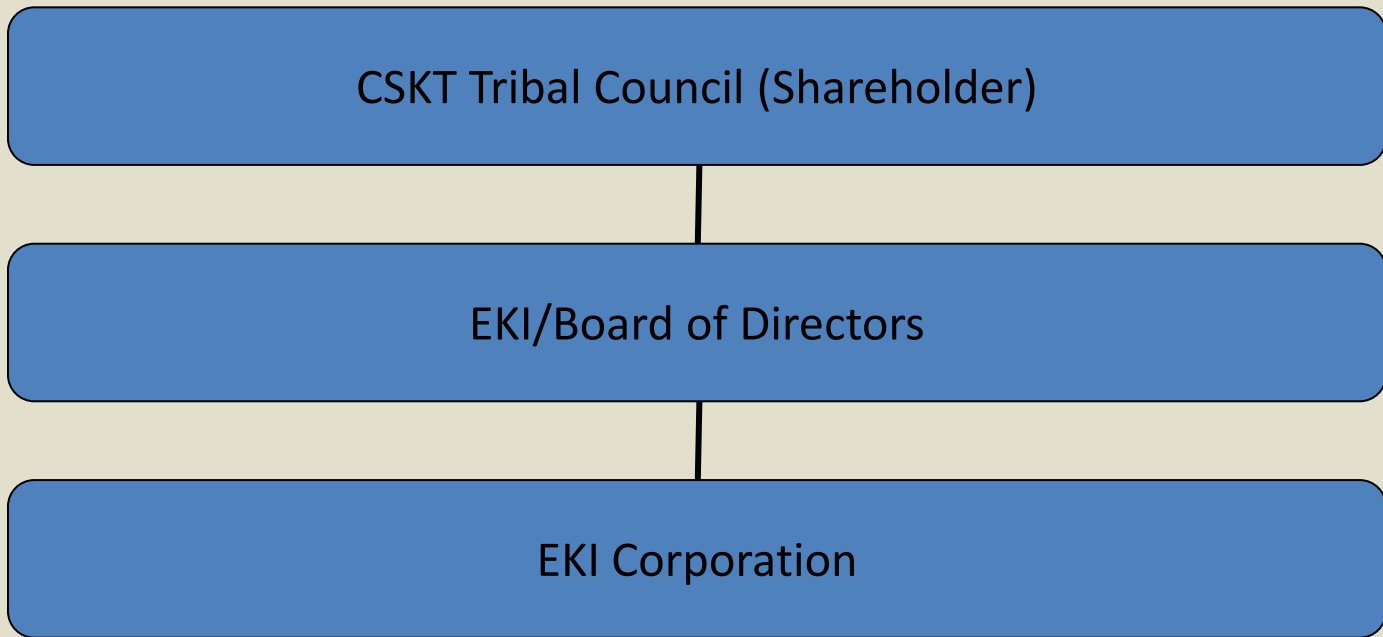 CSKT Tribal Council (Shareholder)
EKI/Board of Directors
EKI Corporation